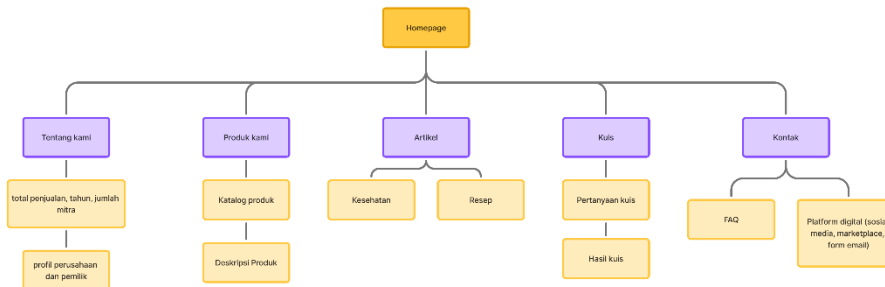 Homepage
Tentang kami
Produk kami
Artikel
Kuis
Kontak
total penjualan, tahun, jumlah
mitra
Katalog produk
Kesehatan
Resep
Pertanyaan kuis
FAQ
Platform digital (sosia
media, marketplace,
form email)
profil perusahaan
dan pemilik
Deskripsi Produk
Hasil kuis